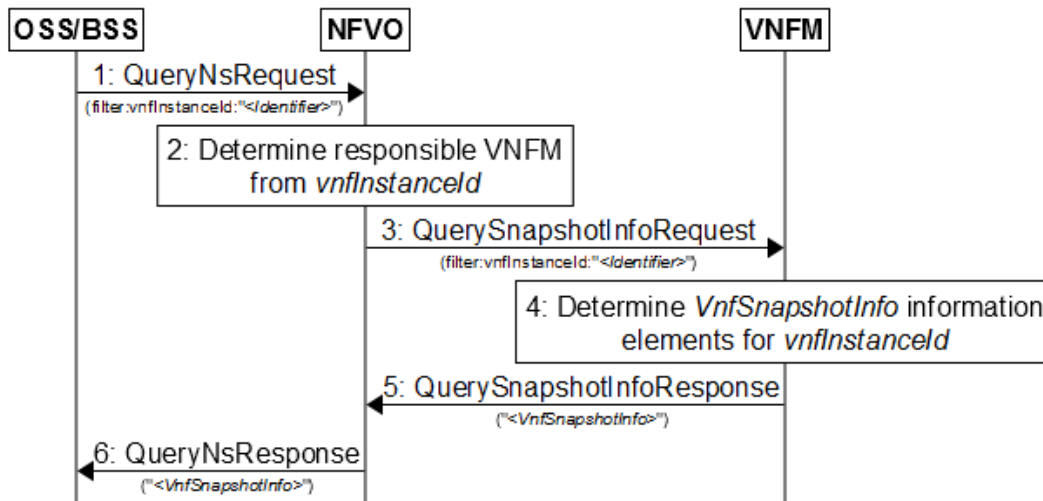 OSS/BSS NFVO VNFM
1: QueryNsRequest
(filter:vnfInstanceId:"<Identifier>")
2: Determine responsible VNFM
from vnfInstanceId
3: QuerySnapshotInfoRequest
(filter:vnfInstanceId:"<Identifier>")
4: Determine VnfSnapshotInfo information
elements for vnfInstanceId
5: QuerySnapshotInfoResponse
("<VnfSnapshotInfo>")
6: QueryNsResponse
("<VnfSnapshotInfo>")